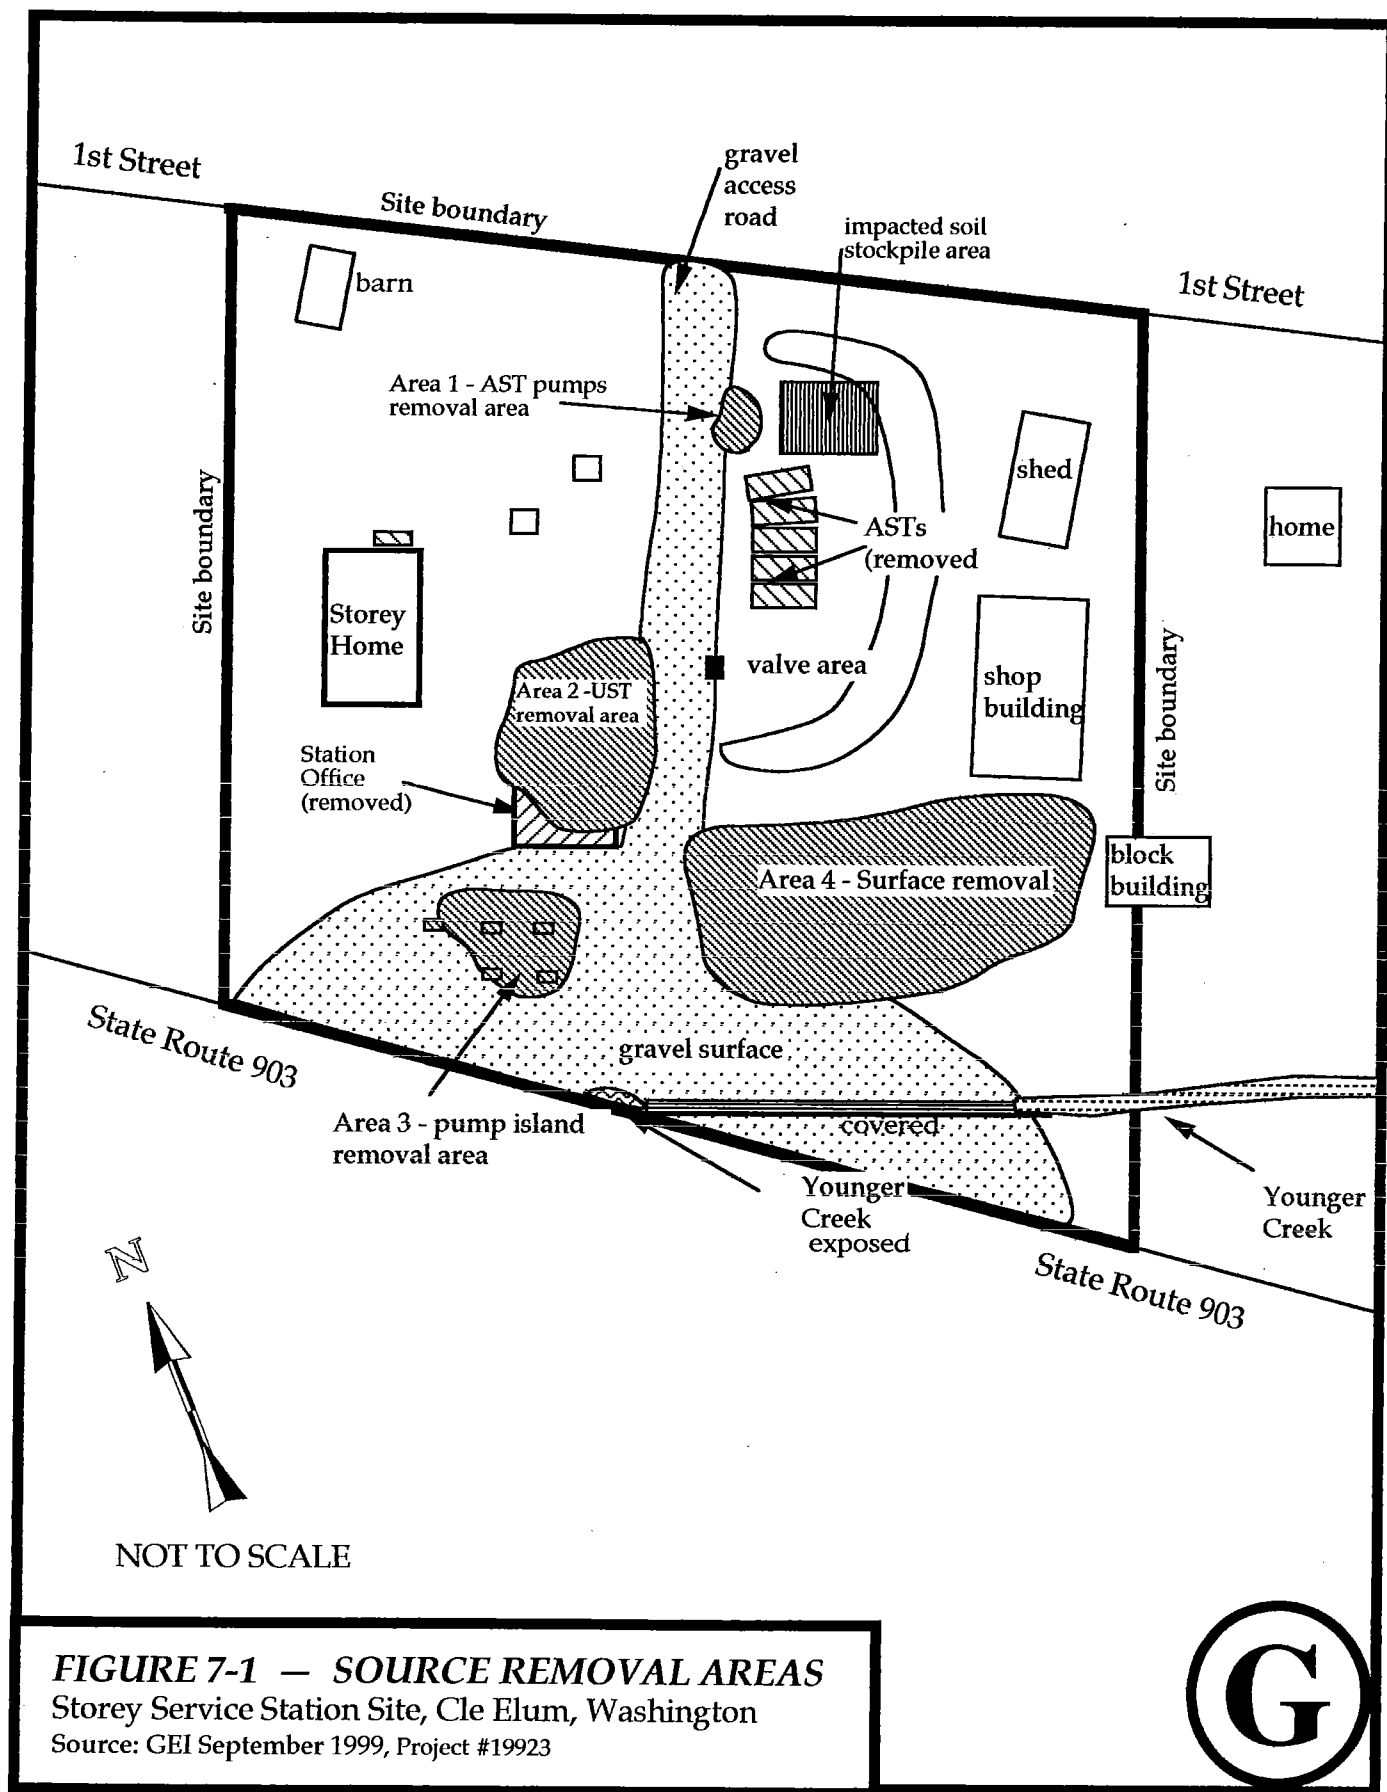 1st Street
Site boundary
gravel
access
road
impacted soil
stockpile area
1st Street
barn
Area 1 - AST pumps
removal area
shed
home
ASTs
(removed
Site boundary
Storey
Home
valve area
shop
building
Site boundary
Area 2 -UST
removal area
Station
Office
(removed)
block
building
Area 4 - Surface removal
State Route 903
gravel surface
Area 3 - pump island
removal area
covered
Younger
Creek
exposed
Younger
Creek
State Route 903
N
NOT TO SCALE
FIGURE 7-1 — SOURCE REMOVAL AREAS
Storey Service Station Site, Cle Elum, Washington
Source: GEI September 1999, Project #19923
G